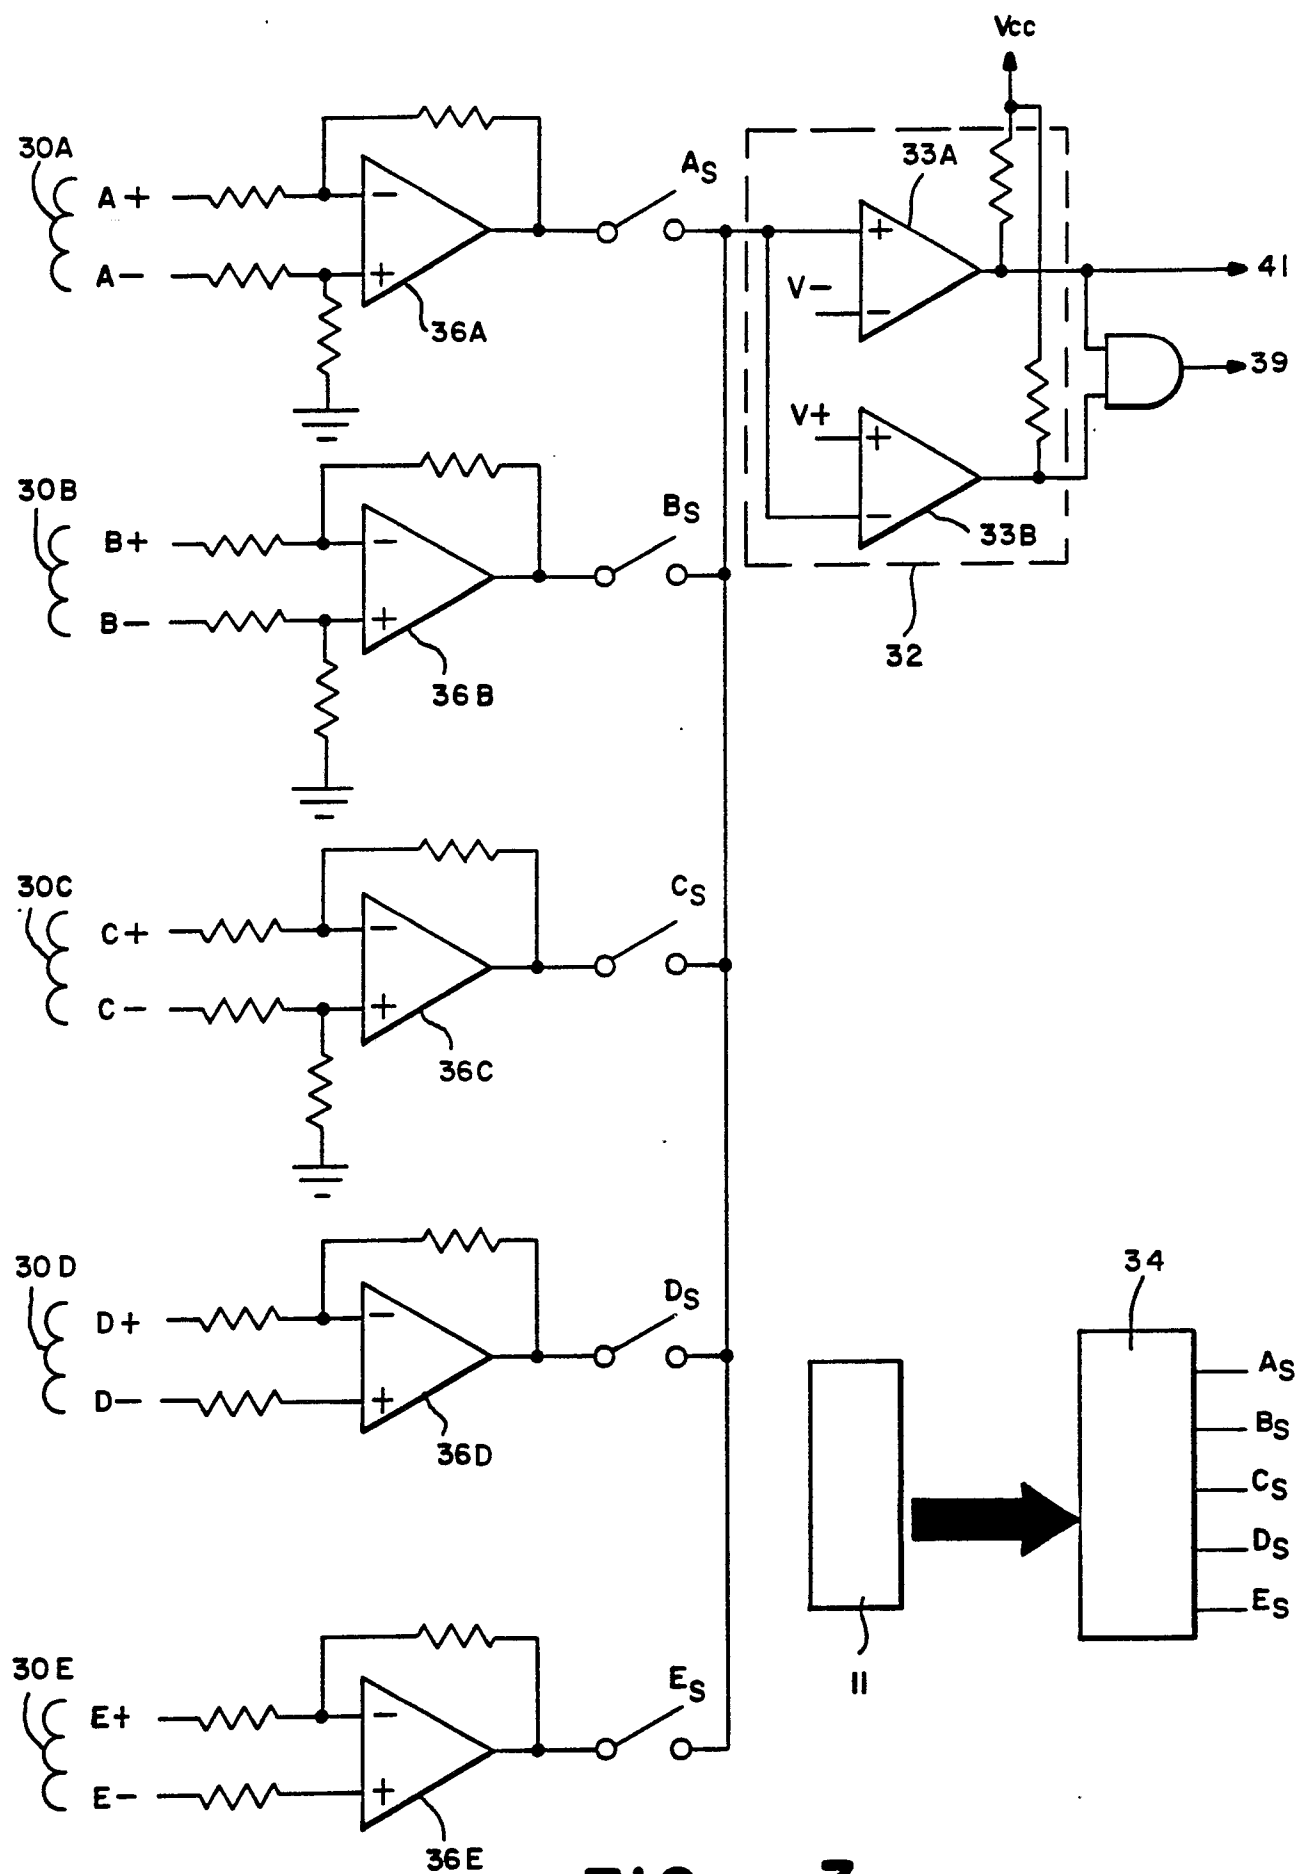 Vcc
30A
A+
A−
−
+
36A
AS
33A
+
−
V−
41
39
V+
+
−
33B
32
30B
B+
B−
−
+
36B
BS
30C
C+
C−
−
+
36C
CS
30D
D+
D−
−
+
36D
DS
34
AS
BS
CS
DS
ES
11
30E
E+
E−
−
+
36E
ES